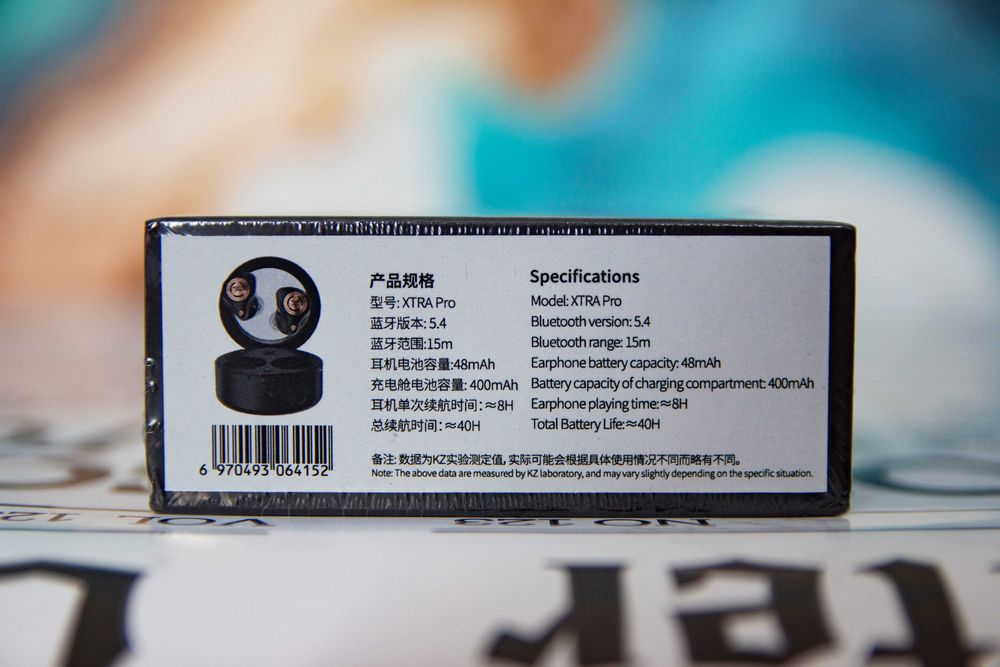 产品规格
型号: XTRA Pro
蓝牙版本: 5.4
蓝牙范围:15m
耳机电池容量:48mAh
充电舱电池容量: 400mAh
耳机单次续航时间:≈8H
总续航时间:≈40H
Specifications
Model: XTRA Pro
Bluetooth version: 5.4
Bluetooth range: 15m
Earphone battery capacity: 48mAh
Battery capacity of charging compartment: 400mAh
Earphone playing time:≈8H
Total Battery Life:≈40H
备注: 数据为KZ实验测定值, 实际可能会根据具体使用情况不同而略有不同。
Note: The above data are measured by KZ laboratory, and may vary slightly depending on the specific situation.
6 970493 064152
VOL
NO 123
ter